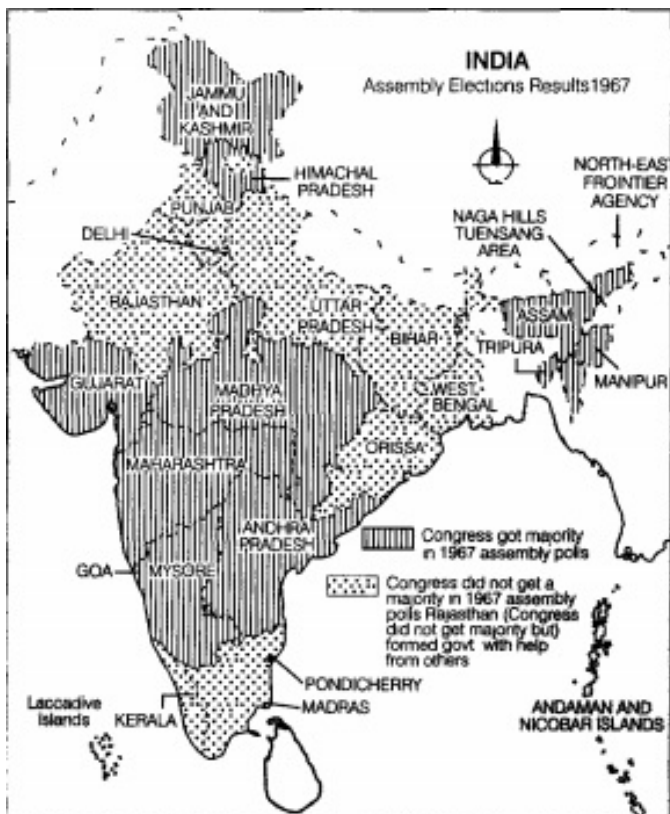 INDIA
Assembly Elections Results1967
JAMMU
AND
KASHMIR
HIMACHAL
PRADESH
NORTH-EAST
FRONTIER
AGENCY
PUNJAB
NAGA HILLS
TUENSANG
AREA
DELHI
RAJASTHAN
UTTAR
PRADESH
BIHAR
ASSAM
TRIPURA
MANIPUR
GUJARAT
MADHYA
PRADESH
WEST
BENGAL
ORISSA
MAHARASHTRA
ANDHRA
PRADESH
Congress got majority
in 1967 assembly polls
GOA
MYSORE
Congress did not get a
majority in 1967 assembly
polls Rajasthan (Congress
did not get majority but)
formed govt with help
from others
PONDICHERRY
MADRAS
Laccadive
Islands
KERALA
ANDAMAN AND
NICOBAR ISLANDS